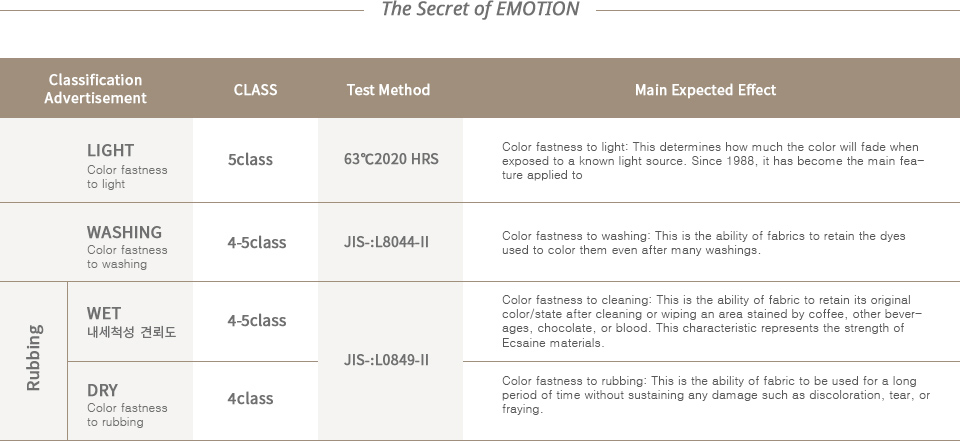 The Secret of EMOTION
Classification
Advertisement
CLASS
Test Method
Main Expected Effect
LIGHT
Color fastness
to light
5class
63℃2020 HRS
Color fastness to light: This determines how much the color will fade when
exposed to a known light source. Since 1988, it has become the main fea-
ture applied to
WASHING
Color fastness
to washing
4-5class
JIS-:L8044-II
Color fastness to washing: This is the ability of fabrics to retain the dyes
used to color them even after many washings.
Rubbing
WET
내세척성 견뢰도
4-5class
JIS-:L0849-II
Color fastness to cleaning: This is the ability of fabric to retain its original
color/state after cleaning or wiping an area stained by coffee, other bever-
ages, chocolate, or blood. This characteristic represents the strength of
Ecsaine materials.
DRY
Color fastness
to rubbing
4class
Color fastness to rubbing: This is the ability of fabric to be used for a long
period of time without sustaining any damage such as discoloration, tear, or
fraying.